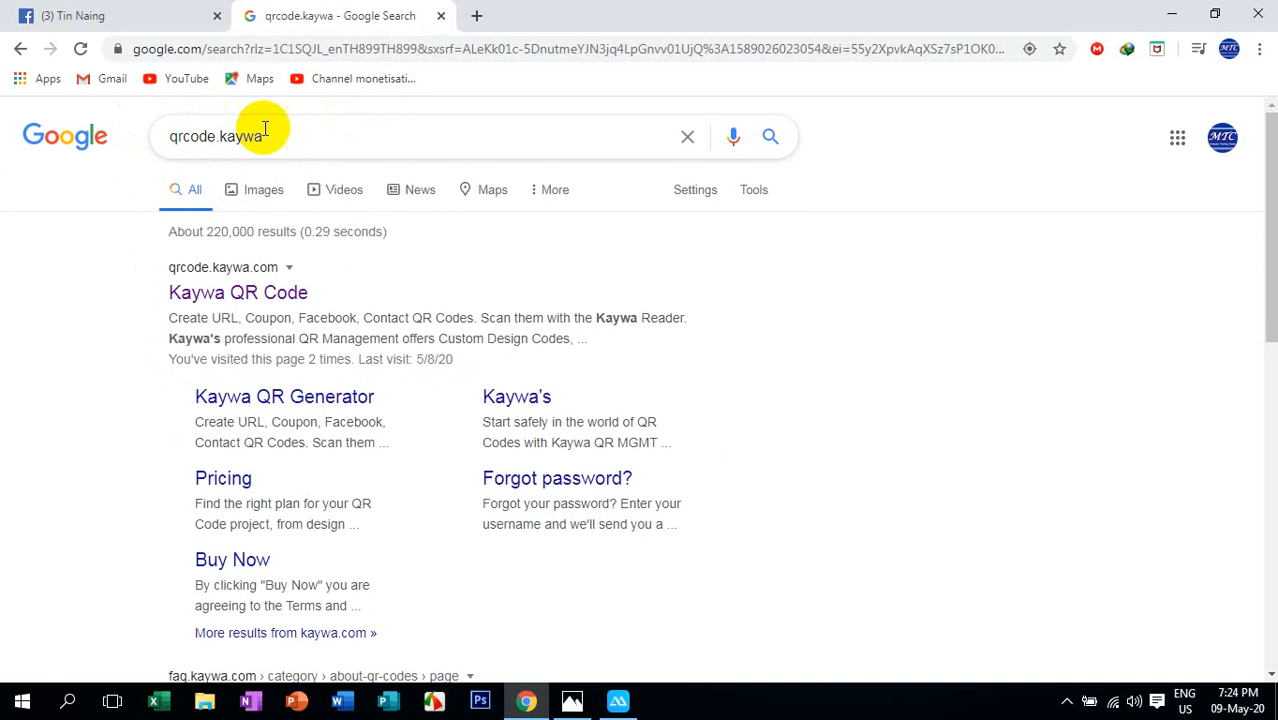 (3) Tin Naing
qrcode.kaywa - Google Search
google.com/search?rlz=1C1SQJL_enTH899TH899&sxsrf=ALeKk01c-5DnutmeYJN3jq4LpGnvv01UjQ%3A1589026023054&ei=55y2XpvkAqXSz7sP1OK0...
Apps
Gmail
YouTube
Maps
Channel monetisati...
Google
qrcode.kaywa
MTC
All
Images
Videos
News
Maps
More
Settings
Tools
About 220,000 results (0.29 seconds)
qrcode.kaywa.com
Kaywa QR Code
Create URL, Coupon, Facebook, Contact QR Codes. Scan them with the Kaywa Reader.
Kaywa's professional QR Management offers Custom Design Codes, ...
You've visited this page 2 times. Last visit: 5/8/20
Kaywa QR Generator
Create URL, Coupon, Facebook,
Contact QR Codes. Scan them ...
Kaywa's
Start safely in the world of QR
Codes with Kaywa QR MGMT ...
Pricing
Find the right plan for your QR
Code project, from design ...
Forgot password?
Forgot your password? Enter your
username and we'll send you a ...
Buy Now
By clicking "Buy Now" you are
agreeing to the Terms and ...
More results from kaywa.com »
faq.kaywa.com › category › about-qr-codes › page
ENG
US
7:24 PM
09-May-20